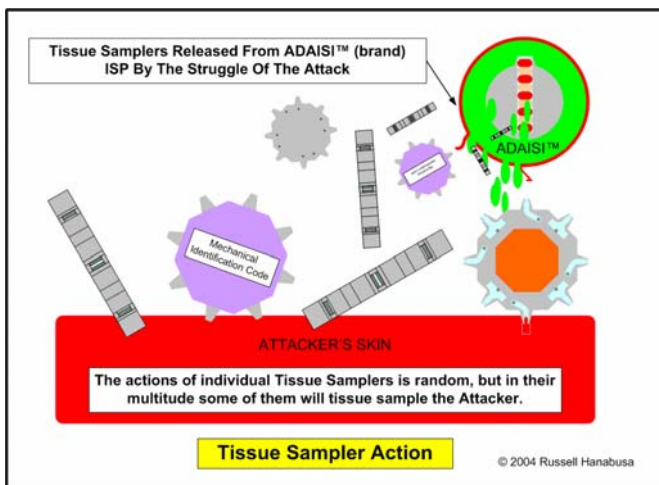 Tissue Samplers Released From ADAISI™ (brand)
ISP By The Struggle Of The Attack
ADAISI™
Mechanical
Identification Code
ATTACKER'S SKIN
The actions of individual Tissue Samplers is random, but in their
multitude some of them will tissue sample the Attacker.
Tissue Sampler Action
© 2004 Russell Hanabusa